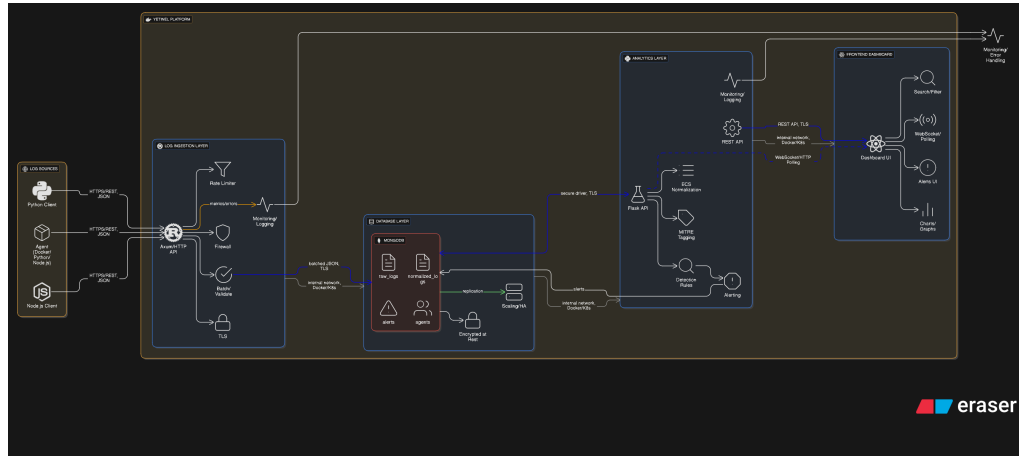 YETIWEL PLATFORM
Monitoring/
Error
Handling
ANALYTICS LAYER
FRONTEND DASHBOARD
Monitoring/
Logging
Search/Filter
REST API
REST API, TLS
internal network,
Docker/K8s
WebSocket/HTTP
Polling
Dashboard UI
WebSocket/
Polling
Alerts UI
Charts/
Graphs
LOG INGESTION LAYER
Rate Limiter
metrics/errors
Monitoring/
Logging
Axum/HTTP
API
Firewall
Batch/
Validate
TLS
LOG SOURCES
Python Client
Agent
(Docker/
Python/
Node.js)
Node.js Client
HTTPS/REST,
JSON
HTTPS/REST,
JSON
HTTPS/REST,
JSON
batched JSON,
TLS
internal network,
Docker/K8s
DATABASE LAYER
MONGODB
raw_logs
normalized_lo
gs
alerts
agents
replication
Scaling/HA
Encrypted at
Rest
secure driver, TLS
Flask API
ECS
Normalization
MITRE
Tagging
Detection
Rules
Alerting
alerts
internal network,
Docker/K8s
eraser